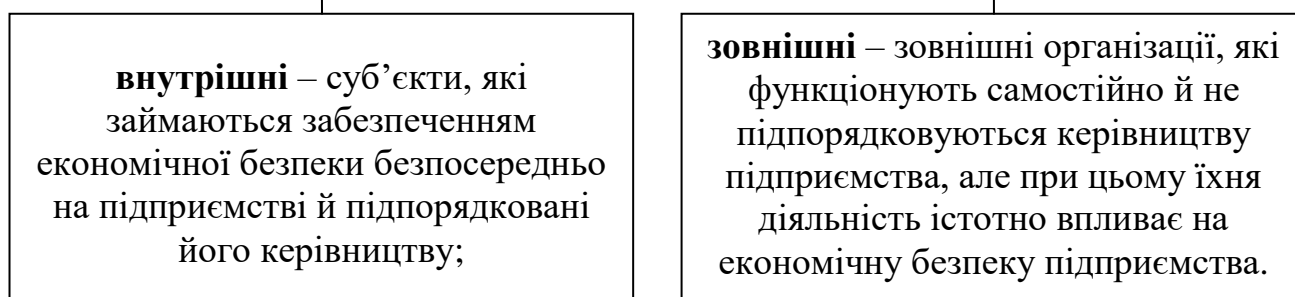 внутрішні – суб’єкти, які
займаються забезпеченням
економічної безпеки безпосередньо
на підприємстві й підпорядковані
його керівництву;
зовнішні – зовнішні організації, які
функціонують самостійно й не
підпорядковуються керівництву
підприємства, але при цьому їхня
діяльність істотно впливає на
економічну безпеку підприємства.